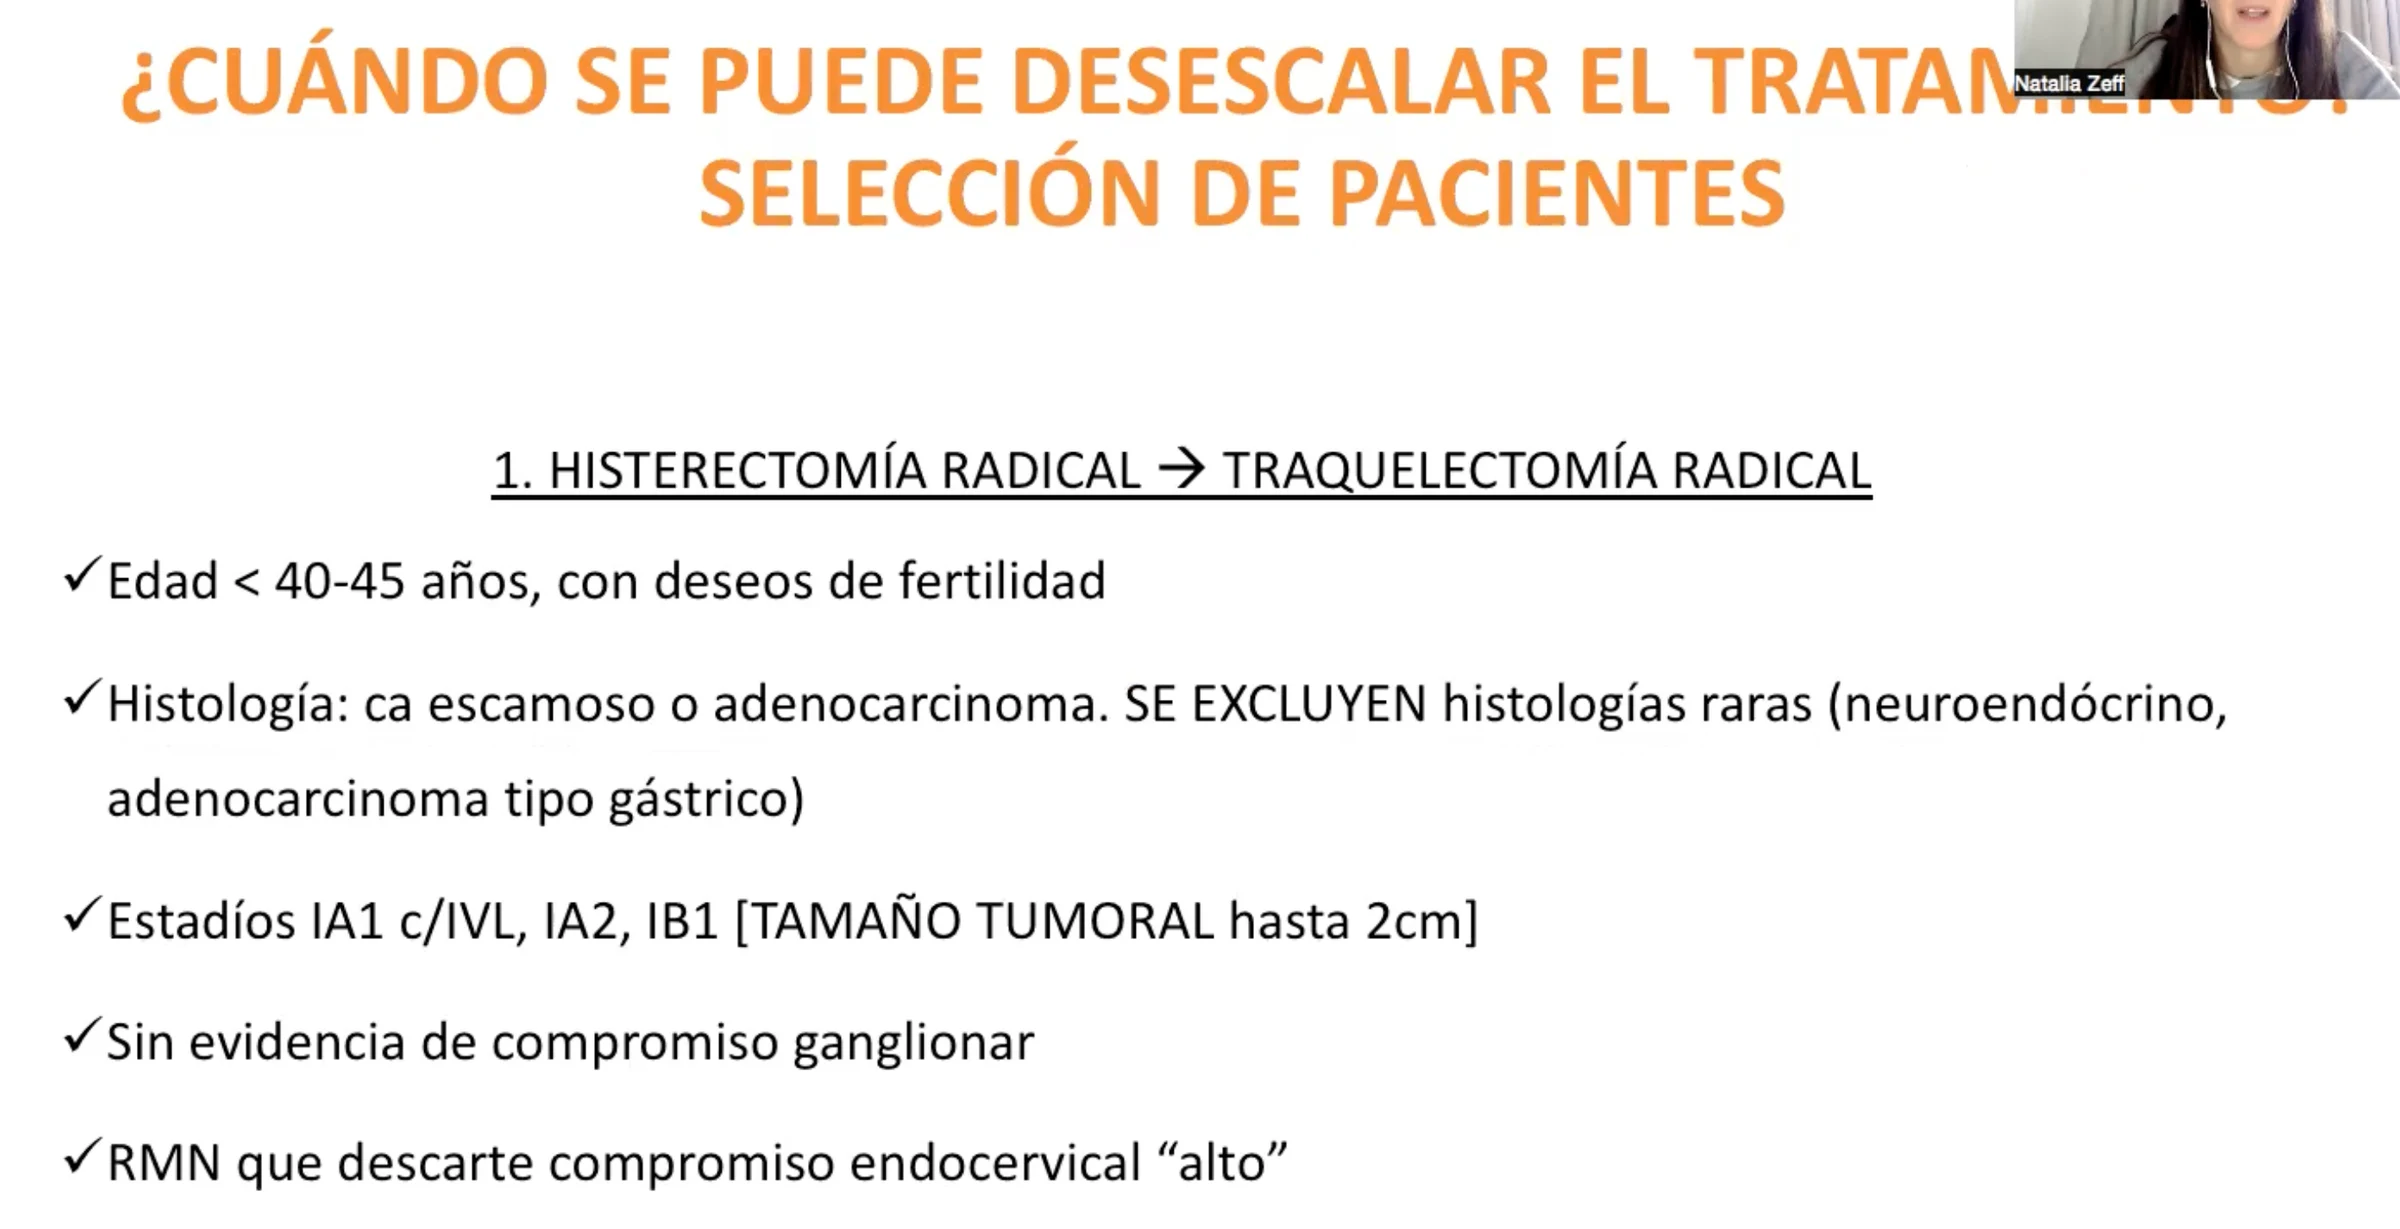 ¿CUÁNDO SE PUEDE DESESCALAR EL TRATAMIENTO?
Natalia Zeff
SELECCIÓN DE PACIENTES
1. HISTERECTOMÍA RADICAL → TRAQUELECTOMÍA RADICAL
✓Edad < 40-45 años, con deseos de fertilidad
✓Histología: ca escamoso o adenocarcinoma. SE EXCLUYEN histologías raras (neuroendócrino,
adenocarcinoma tipo gástrico)
✓Estadíos IA1 c/IVL, IA2, IB1 [TAMAÑO TUMORAL hasta 2cm]
✓Sin evidencia de compromiso ganglionar
✓RMN que descarte compromiso endocervical “alto”